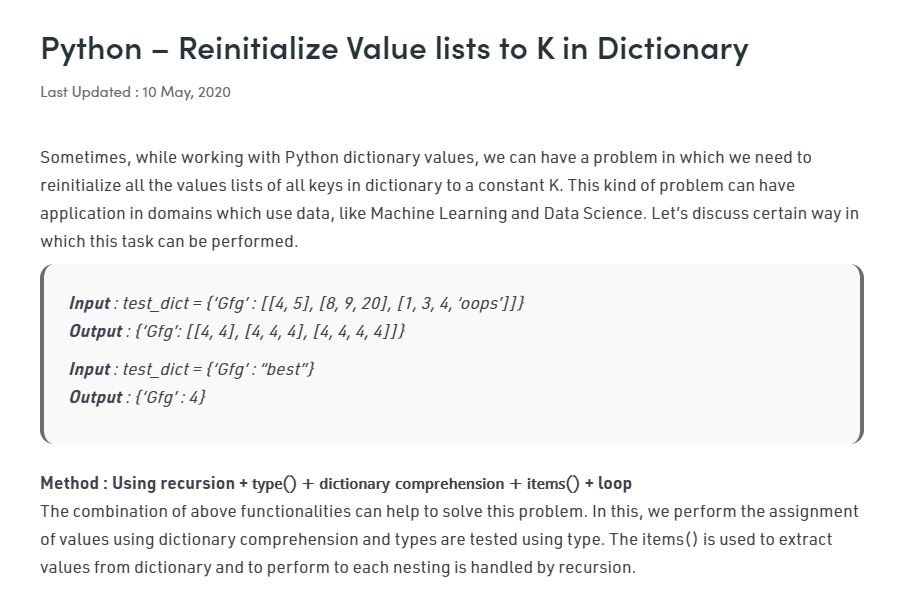 Python – Reinitialize Value lists to K in Dictionary
Last Updated : 10 May, 2020
Sometimes, while working with Python dictionary values, we can have a problem in which we need to
reinitialize all the values lists of all keys in dictionary to a constant K. This kind of problem can have
application in domains which use data, like Machine Learning and Data Science. Let’s discuss certain way in
which this task can be performed.
Input : test_dict = {‘Gfg’ : [[4, 5], [8, 9, 20], [1, 3, 4, ‘oops’]]}
Output : {‘Gfg’: [[4, 4], [4, 4, 4], [4, 4, 4, 4]]}
Input : test_dict = {‘Gfg’ : “best”}
Output : {‘Gfg’ : 4}
Method : Using recursion + type() + dictionary comprehension + items() + loop
The combination of above functionalities can help to solve this problem. In this, we perform the assignment
of values using dictionary comprehension and types are tested using type. The items() is used to extract
values from dictionary and to perform to each nesting is handled by recursion.